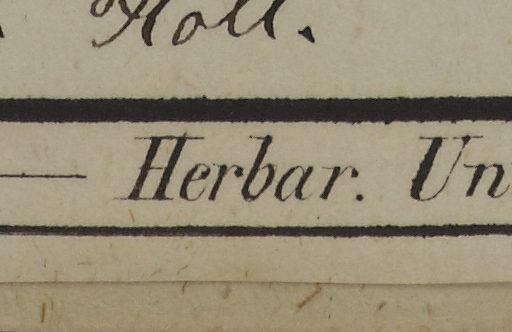 Holl.
— Herbar. Un